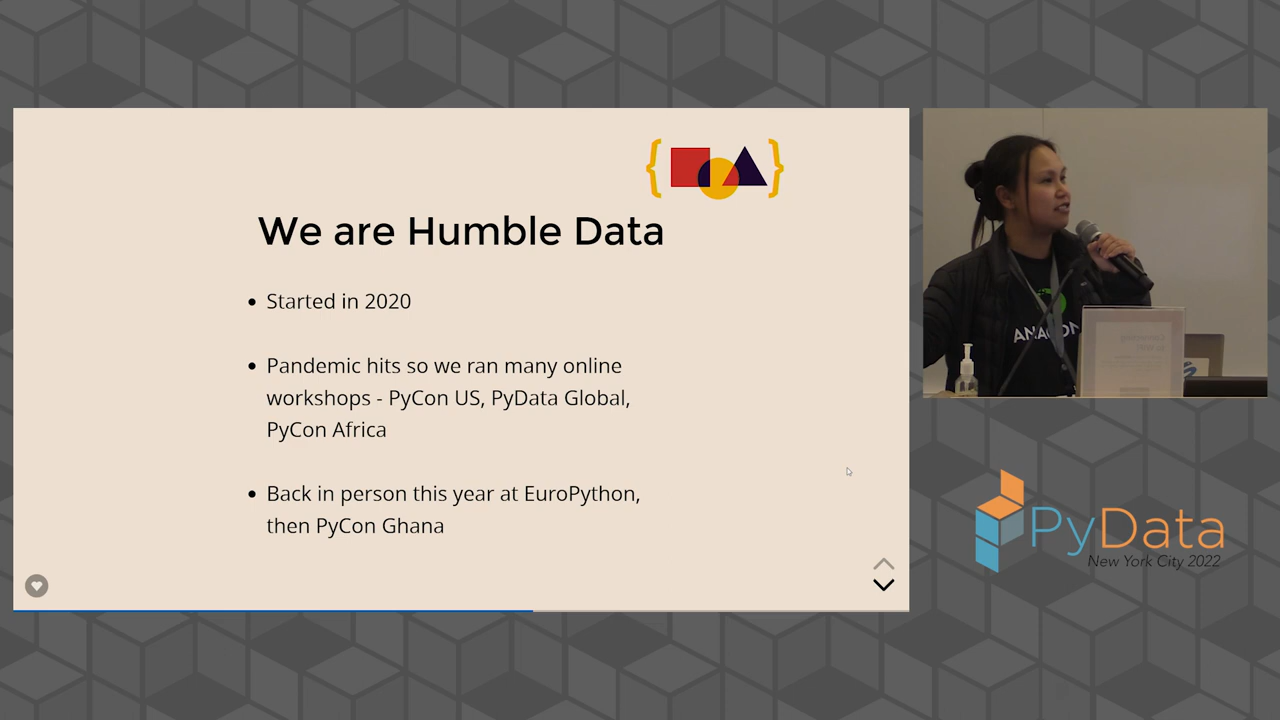 We are Humble Data
• Started in 2020
• Pandemic hits so we ran many online
workshops - PyCon US, PyData Global,
PyCon Africa
• Back in person this year at EuroPython,
then PyCon Ghana
PyData
New York City 2022